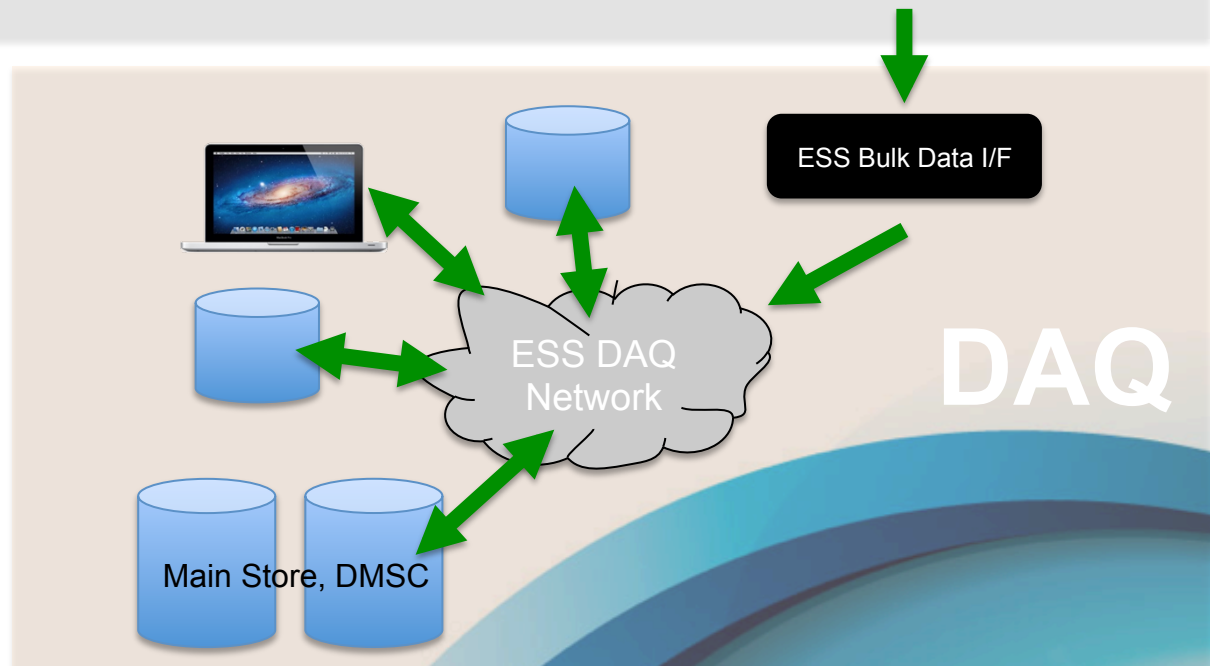 ESS Bulk Data I/F
ESS DAQ
Network
DAQ
Main Store, DMSC